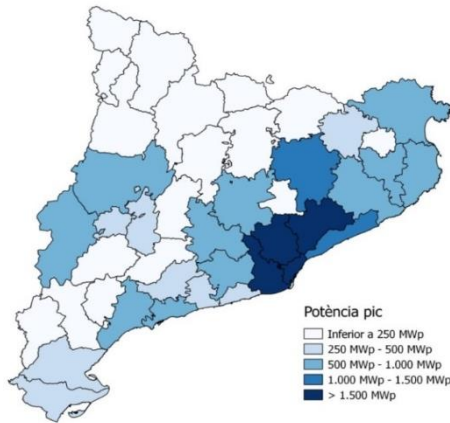 Potència pic
Inferior a 250 MWp
250 MWp - 500 MWp
500 MWp - 1.000 MWp
1.000 MWp - 1.500 MWp
> 1.500 MWp